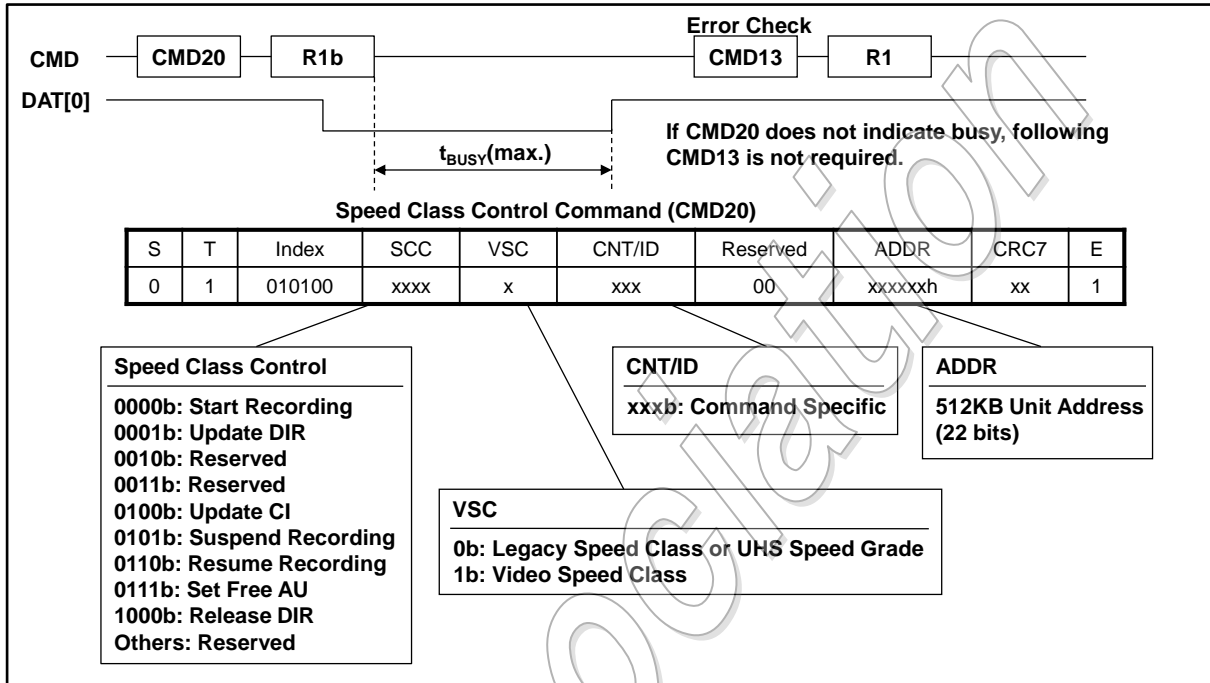 Error Check
CMD CMD20 R1b CMD13 R1
DAT[0]
If CMD20 does not indicate busy, following
CMD13 is not required.
tBUSY(max.)
Speed Class Control Command (CMD20)
S T Index SCC VSC CNT/ID Reserved ADDR CRC7 E
0 1 010100 xxxx x xxx 00 xxxxxxh xx 1
Speed Class Control
0000b: Start Recording
0001b: Update DIR
0010b: Reserved
0011b: Reserved
0100b: Update CI
0101b: Suspend Recording
0110b: Resume Recording
0111b: Set Free AU
1000b: Release DIR
Others: Reserved
CNT/ID
xxxb: Command Specific
ADDR
512KB Unit Address
(22 bits)
VSC
0b: Legacy Speed Class or UHS Speed Grade
1b: Video Speed Class
ociation